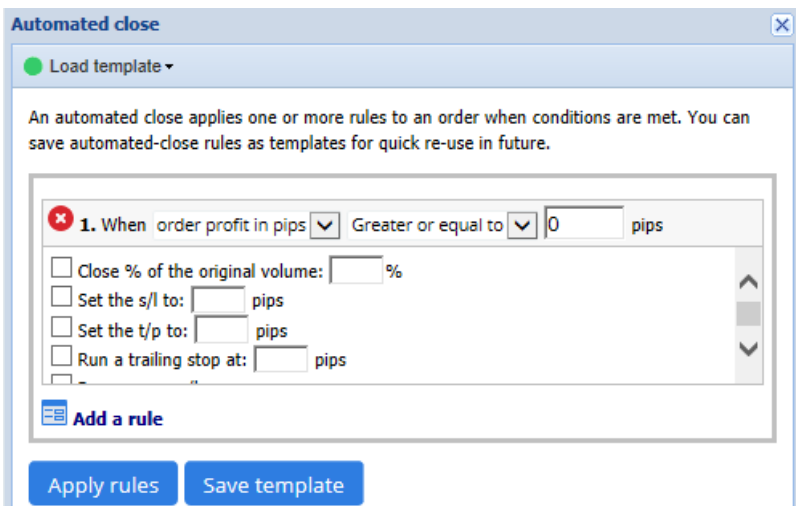 Automated close
Load template
An automated close applies one or more rules to an order when conditions are met. You can
save automated-close rules as templates for quick re-use in future.
1. When order profit in pips Greater or equal to 0 pips
Close % of the original volume: %
Set the s/l to: pips
Set the t/p to: pips
Run a trailing stop at: pips
Add a rule
Apply rules Save template